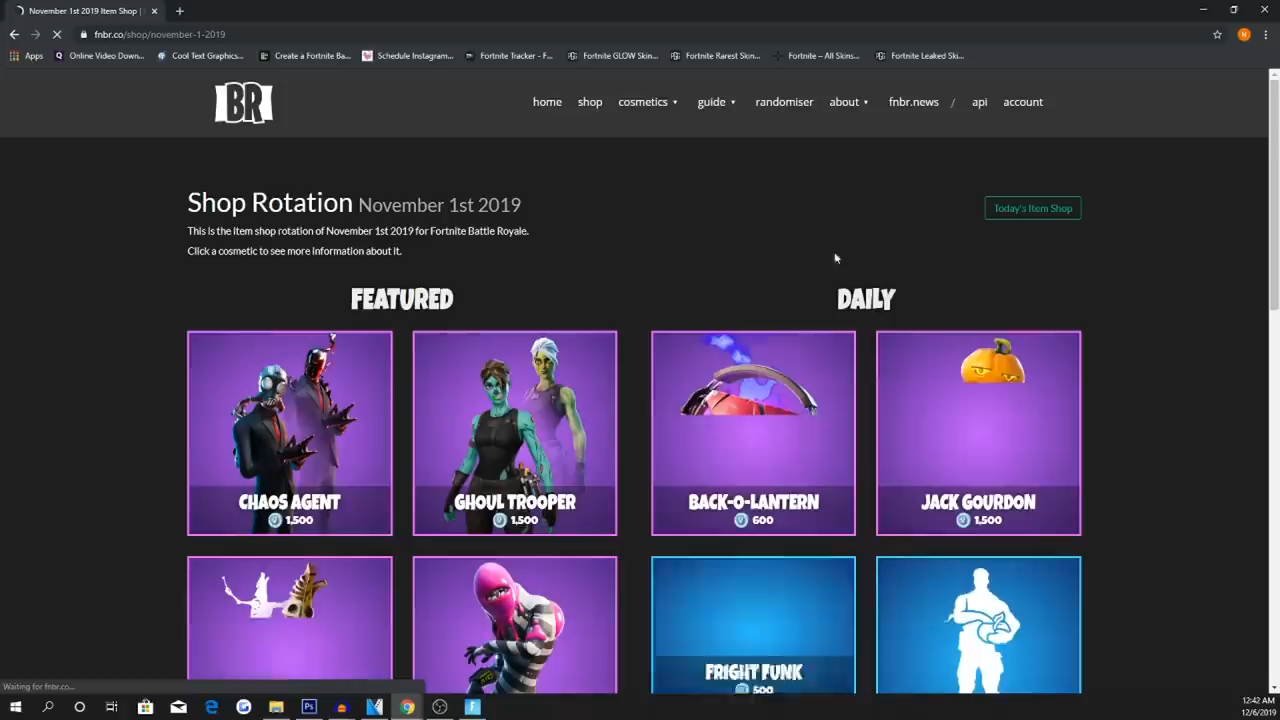 November 1st 2019 Item Shop |
fnbr.co/shop/november-1-2019
Apps
Online Video Down...
Cool Text Graphics...
Create a Fortnite Ba...
Schedule Instagram...
Fortnite Tracker - F...
Fortnite GLOW Skin...
Fortnite Rarest Skin...
Fortnite – All Skins...
Fortnite Leaked Ski...
BR
home
shop
cosmetics
guide
randomiser
about
fnbr.news
/
api
account
Shop Rotation November 1st 2019
Today's Item Shop
This is the item shop rotation of November 1st 2019 for Fortnite Battle Royale.
Click a cosmetic to see more information about it.
FEATURED
DAILY
CHAOS AGENT
1,500
GHOUL TROOPER
1,500
BACK-O-LANTERN
600
JACK GOURDON
1,500
FRIGHT FUNK
500
Waiting for fnbr.co...
12:42 AM
12/6/2019